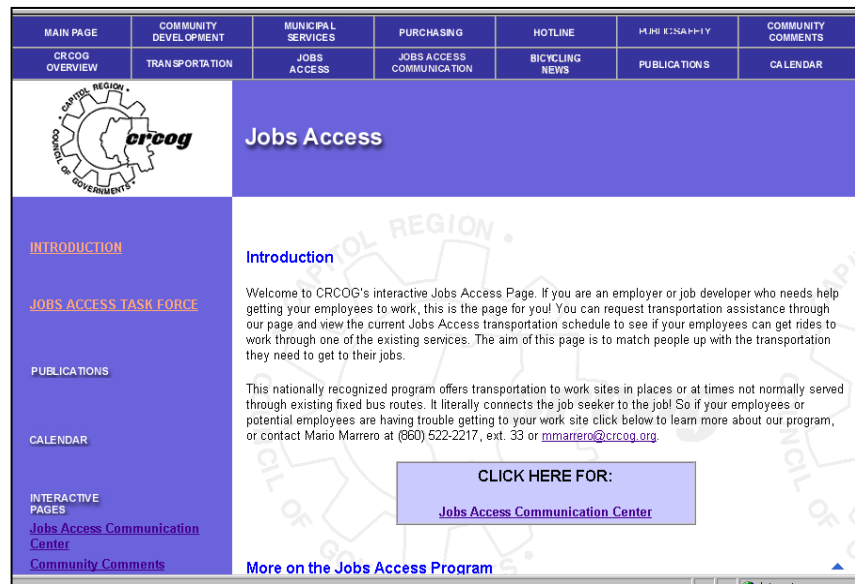 MAIN PAGE
COMMUNITY
DEVELOPMENT
MUNICIPAL
SERVICES
PURCHASING
HOTLINE
PUBLIC SAFETY
COMMUNITY
COMMENTS
CRCOG
OVERVIEW
TRANSPORTATION
JOBS
ACCESS
JOBS ACCESS
COMMUNICATION
BICYCLING
NEWS
PUBLICATIONS
CALENDAR
CAPITOL REGION
COUNCIL OF GOVERNMENTS
crcog
Jobs Access
INTRODUCTION
JOBS ACCESS TASK FORCE
PUBLICATIONS
CALENDAR
INTERACTIVE
PAGES
Jobs Access Communication
Center
Community Comments
Introduction
Welcome to CRCOG's interactive Jobs Access Page. If you are an employer or job developer who needs help
getting your employees to work, this is the page for you! You can request transportation assistance through
our page and view the current Jobs Access transportation schedule to see if your employees can get rides to
work through one of the existing services. The aim of this page is to match people up with the transportation
they need to get to their jobs.
This nationally recognized program offers transportation to work sites in places or at times not normally served
through existing fixed bus routes. It literally connects the job seeker to the job! So if your employees or
potential employees are having trouble getting to your work site click below to learn more about our program,
or contact Mario Marrero at (860) 522-2217, ext. 33 or mmarrero@crcog.org.
CLICK HERE FOR:
Jobs Access Communication Center
More on the Jobs Access Program